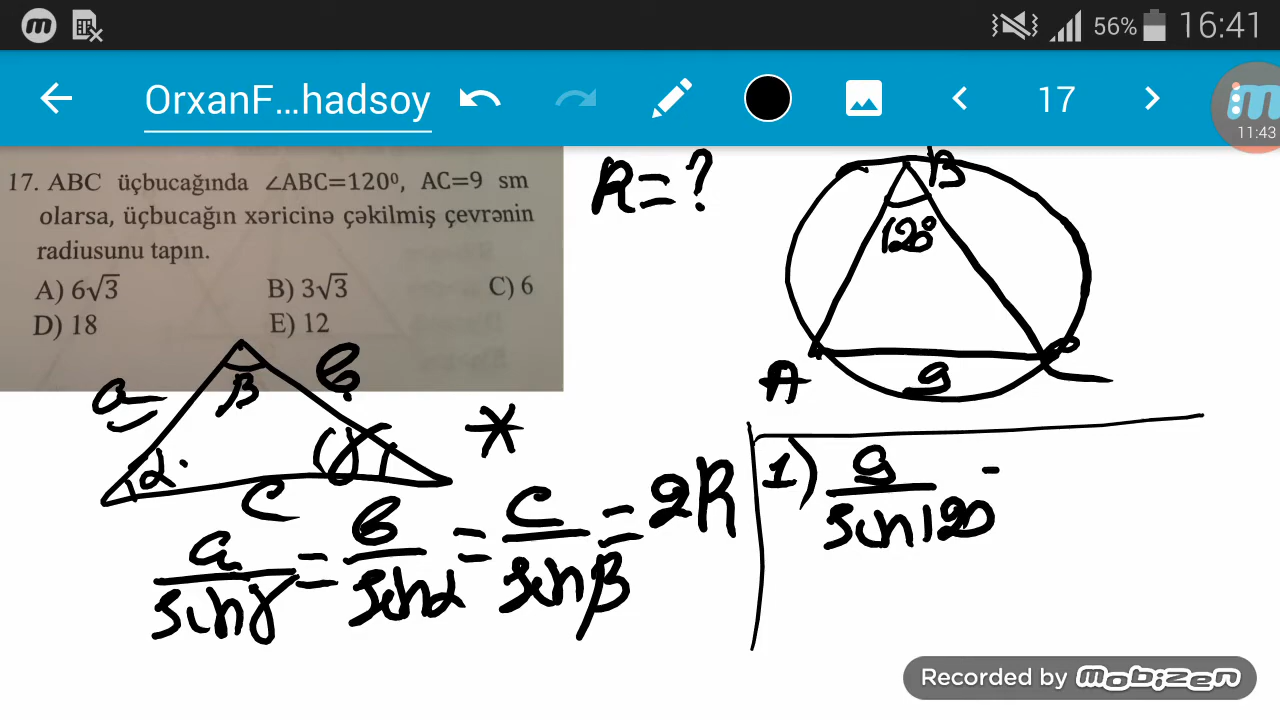 56% 16:41
OrxanF...hadsoy 17
11:43
17. ABC üçbucağında ∠ABC=120⁰, AC=9 sm
olarsa, üçbucağın xəricinə çəkilmiş çevrənin
radiusunu tapın.
A) 6√3 B) 3√3 C) 6
D) 18 E) 12
R=?
B
120°
A 9 C
a β b
α γ
c
*
a/sinγ = b/sinα = c/sinβ = 2R
1) 9/sin120 =
Recorded by mobizen